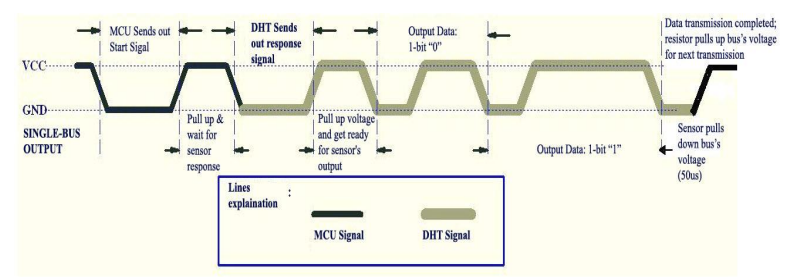 MCU Sends out
Start Sigal
DHT Sends
out response
signal
Output Data:
1-bit “0”
Data transmission completed;
resistor pulls up bus’s voltage
for next transmission
VCC
GND
SINGLE-BUS
OUTPUT
Pull up &
wait for
sensor
response
Pull up voltage
and get ready
for sensor's
output
Output Data: 1-bit “1”
Sensor pulls
down bus’s
voltage
(50us)
Lines
explaination :
MCU Signal
DHT Signal